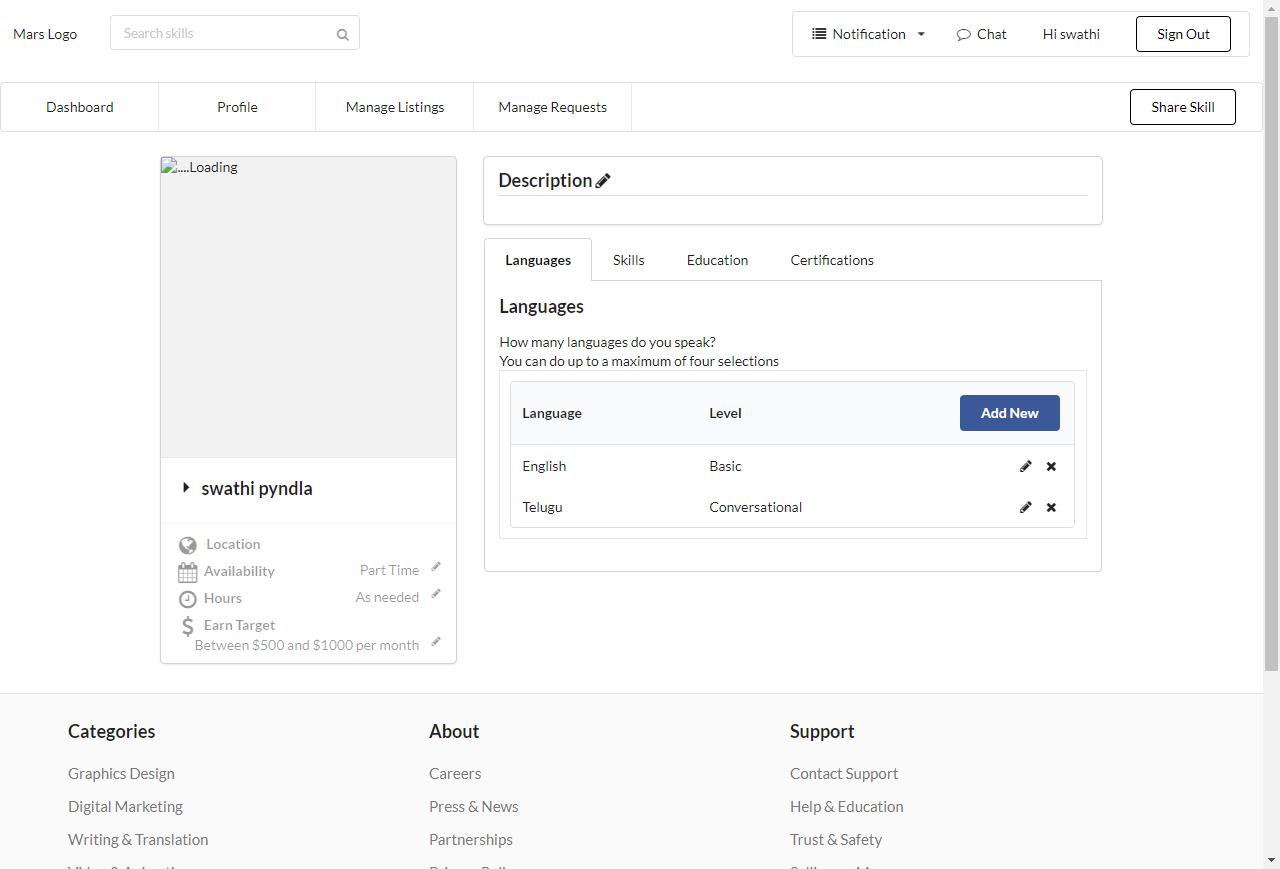 Mars Logo
Search skills
Notification
Chat
Hi swathi
Sign Out
Dashboard
Profile
Manage Listings
Manage Requests
Share Skill
....Loading
swathi pyndla
Location
Availability
Part Time
Hours
As needed
Earn Target
Between $500 and $1000 per month
Description
Languages
Skills
Education
Certifications
Languages
How many languages do you speak?
You can do up to a maximum of four selections
Language
Level
Add New
English
Basic
Telugu
Conversational
Categories
Graphics Design
Digital Marketing
Writing & Translation
About
Careers
Press & News
Partnerships
Support
Contact Support
Help & Education
Trust & Safety